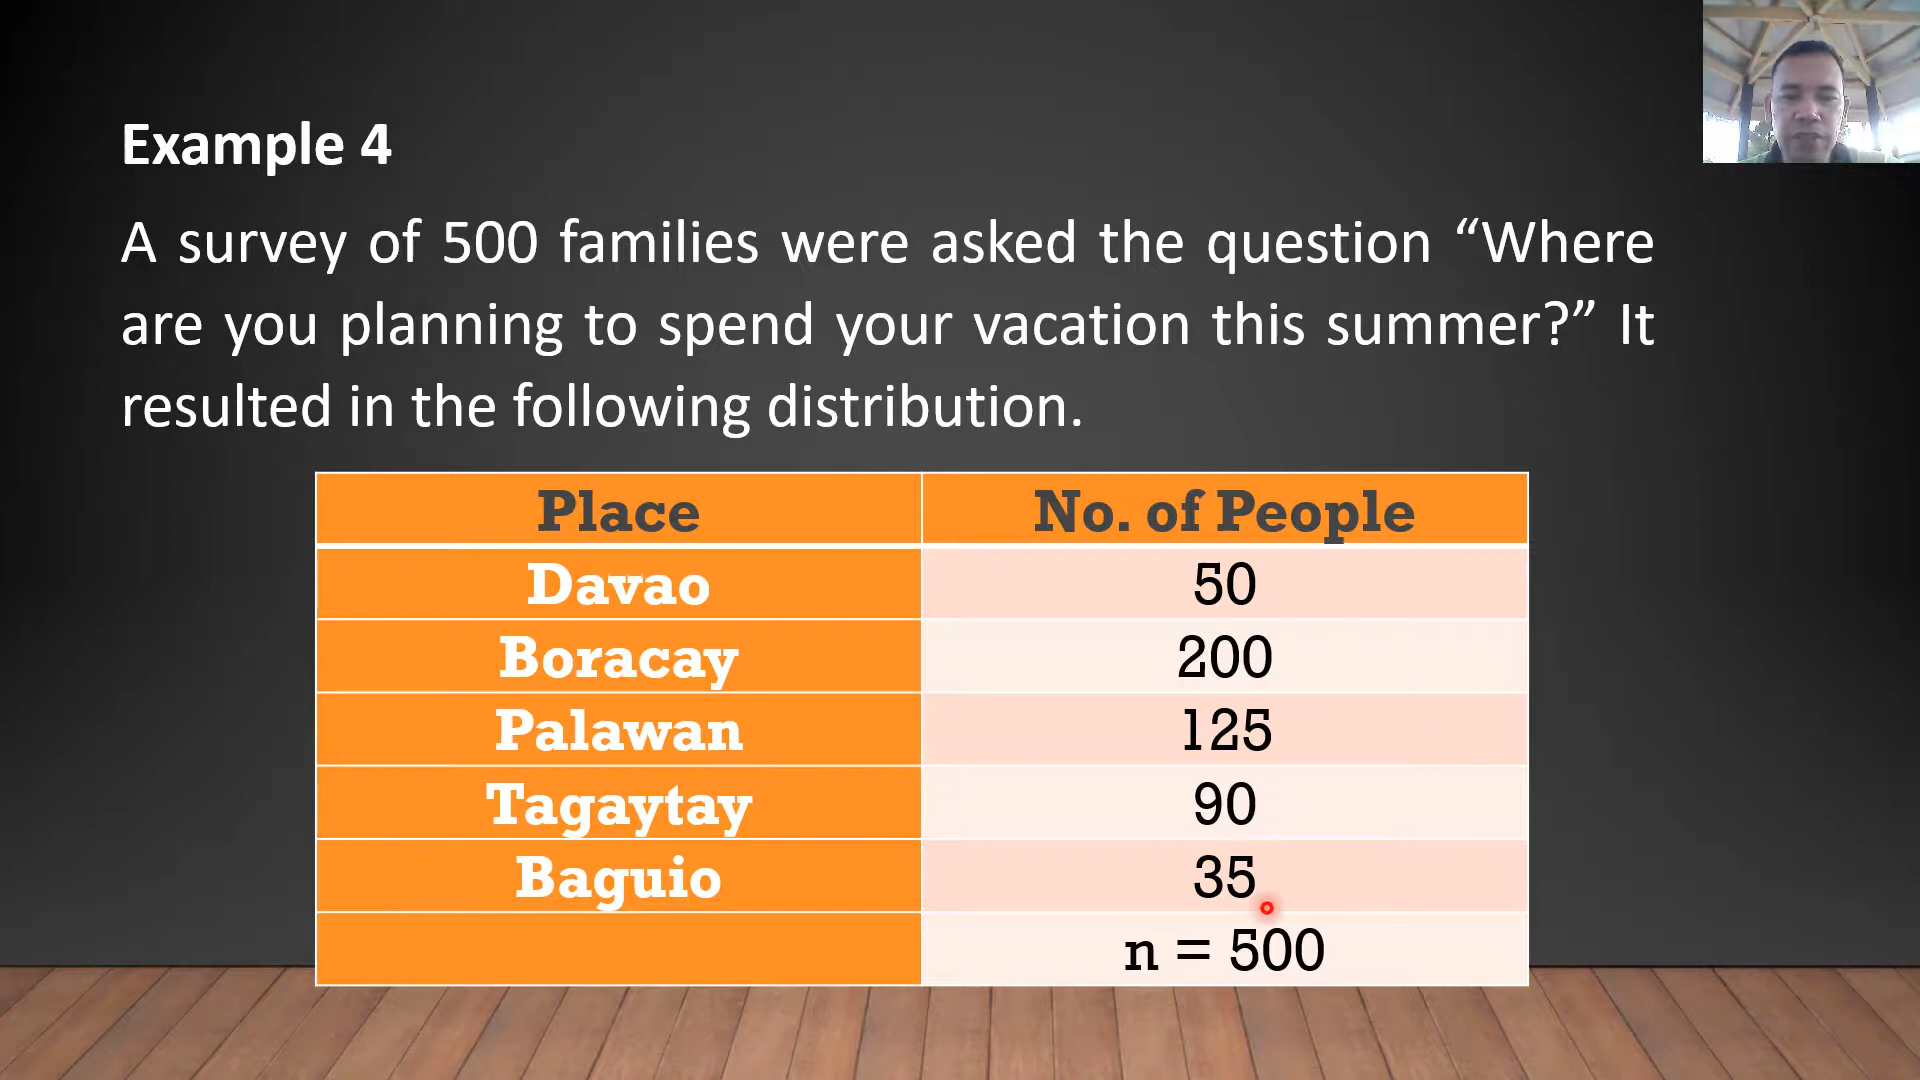 Example 4
A survey of 500 families were asked the question “Where
are you planning to spend your vacation this summer?” It
resulted in the following distribution.
Place No. of People
Davao 50
Boracay 200
Palawan 125
Tagaytay 90
Baguio 35
n = 500